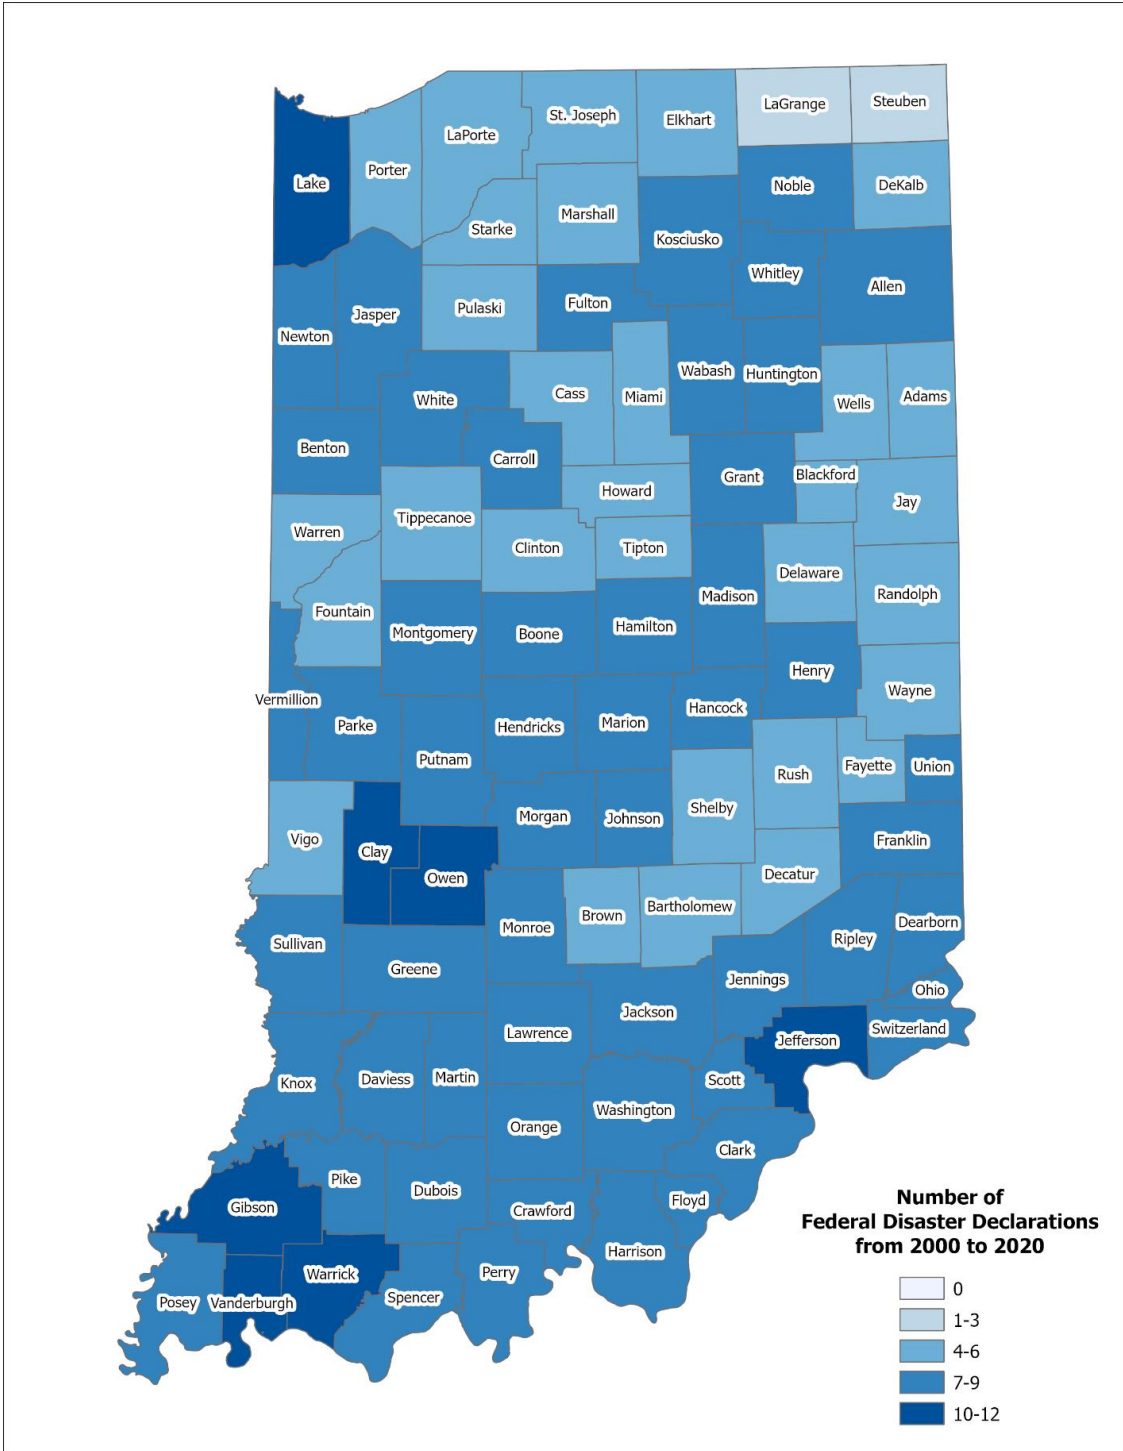 LaGrange
Steuben
St. Joseph
Elkhart
LaPorte
Porter
Lake
Noble
DeKalb
Marshall
Starke
Kosciusko
Whitley
Allen
Fulton
Pulaski
Jasper
Newton
Wabash
Huntington
Cass
Miami
White
Wells
Adams
Benton
Carroll
Grant
Blackford
Howard
Jay
Tippecanoe
Warren
Clinton
Tipton
Delaware
Randolph
Madison
Fountain
Montgomery
Boone
Hamilton
Henry
Wayne
Vermillion
Parke
Hendricks
Marion
Hancock
Putnam
Rush
Fayette
Union
Shelby
Morgan
Johnson
Vigo
Clay
Franklin
Owen
Decatur
Brown
Bartholomew
Monroe
Dearborn
Ripley
Sullivan
Greene
Jennings
Ohio
Jackson
Switzerland
Lawrence
Jefferson
Knox
Daviess
Martin
Scott
Washington
Orange
Clark
Pike
Dubois
Floyd
Gibson
Crawford
Harrison
Warrick
Perry
Posey
Vanderburgh
Spencer
Number of
Federal Disaster Declarations
from 2000 to 2020
0
1-3
4-6
7-9
10-12